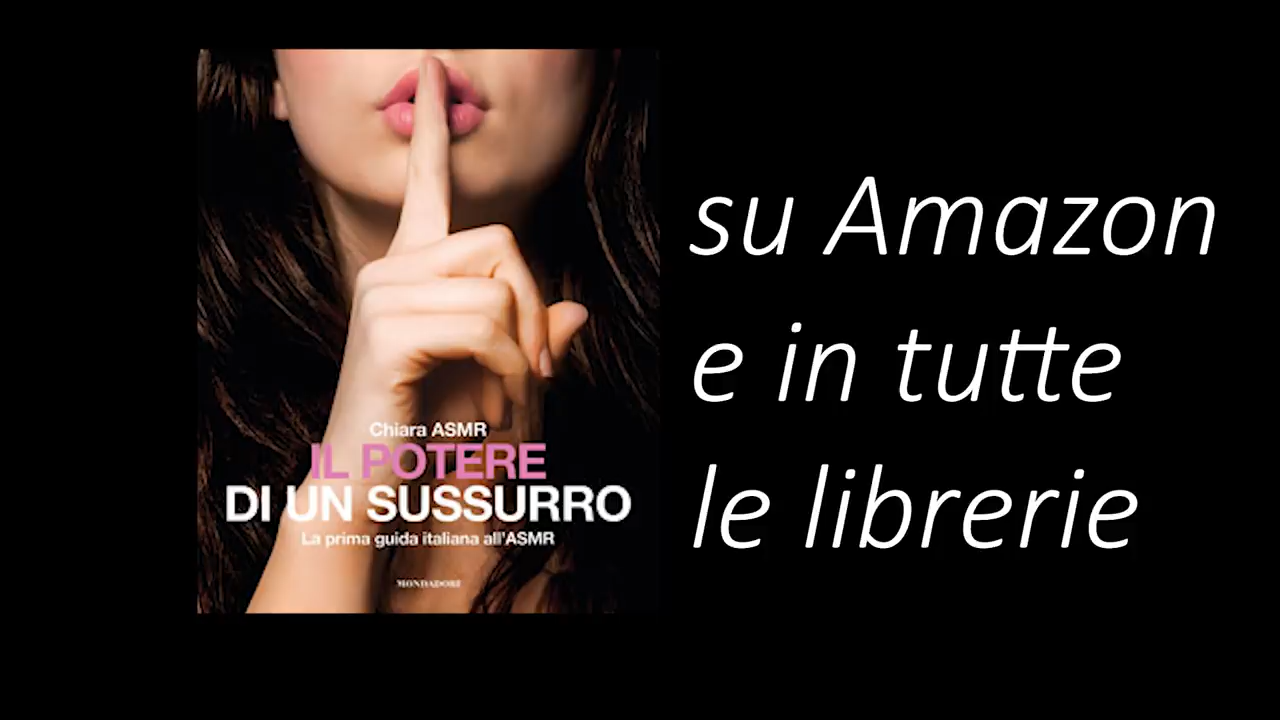 Chiara ASMR
IL POTERE
DI UN SUSSURRO
La prima guida italiana all'ASMR
MONDADORI
su Amazon
e in tutte
le librerie